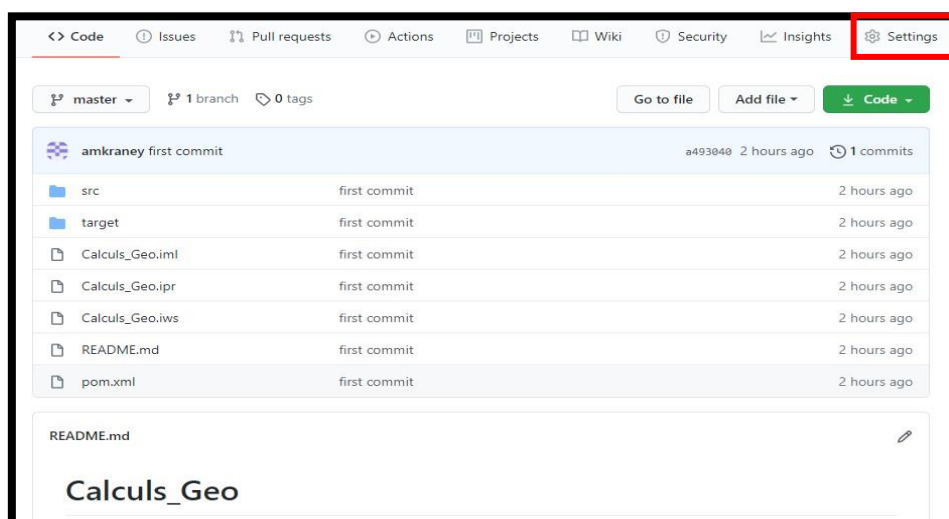 <> Code Issues Pull requests Actions Projects Wiki Security Insights Settings
master 1 branch 0 tags Go to file Add file Code
amkraney first commit a493040 2 hours ago 1 commits
src first commit 2 hours ago
target first commit 2 hours ago
Calculs_Geo.iml first commit 2 hours ago
Calculs_Geo.ipr first commit 2 hours ago
Calculs_Geo.iws first commit 2 hours ago
README.md first commit 2 hours ago
pom.xml first commit 2 hours ago
README.md
Calculs_Geo